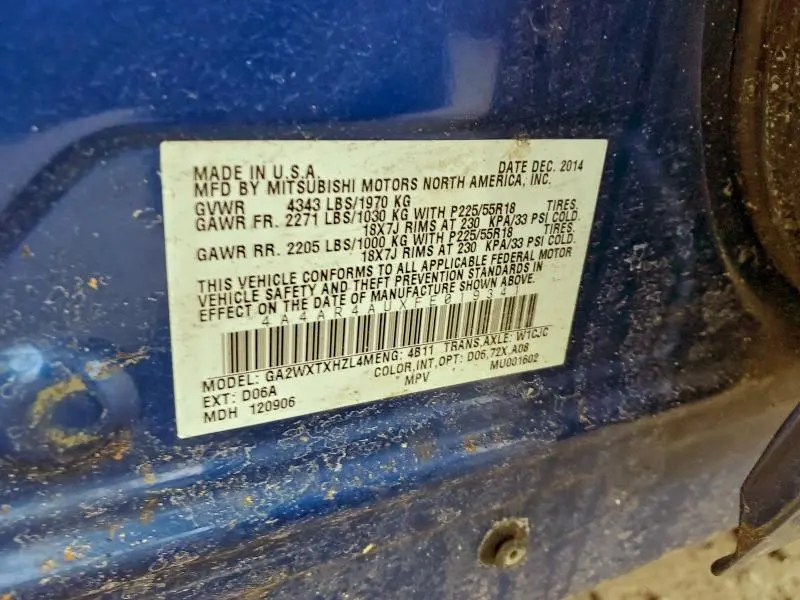 MADE IN U.S.A. DATE DEC. 2014
MFD BY MITSUBISHI MOTORS NORTH AMERICA, INC.
GVWR 4343 LBS/1970 KG
GAWR FR. 2271 LBS/1030 KG WITH P225/55R18 TIRES,
18X7J RIMS AT 230 KPA/33 PSI COLD.
GAWR RR. 2205 LBS/1000 KG WITH P225/55R18 TIRES,
18X7J RIMS AT 230 KPA/33 PSI COLD.
THIS VEHICLE CONFORMS TO ALL APPLICABLE FEDERAL MOTOR
VEHICLE SAFETY AND THEFT PREVENTION STANDARDS IN
EFFECT ON THE DATE OF MANUFACTURE SHOWN ABOVE.
4A4AR4AUXFE019341
MODEL: GA2WXTXHZL4MENG: 4B11 TRANS,AXLE: W1CJC
EXT: D06A COLOR,INT,OPT: D06,72X,A08
MDH 120906 MPV MU001602